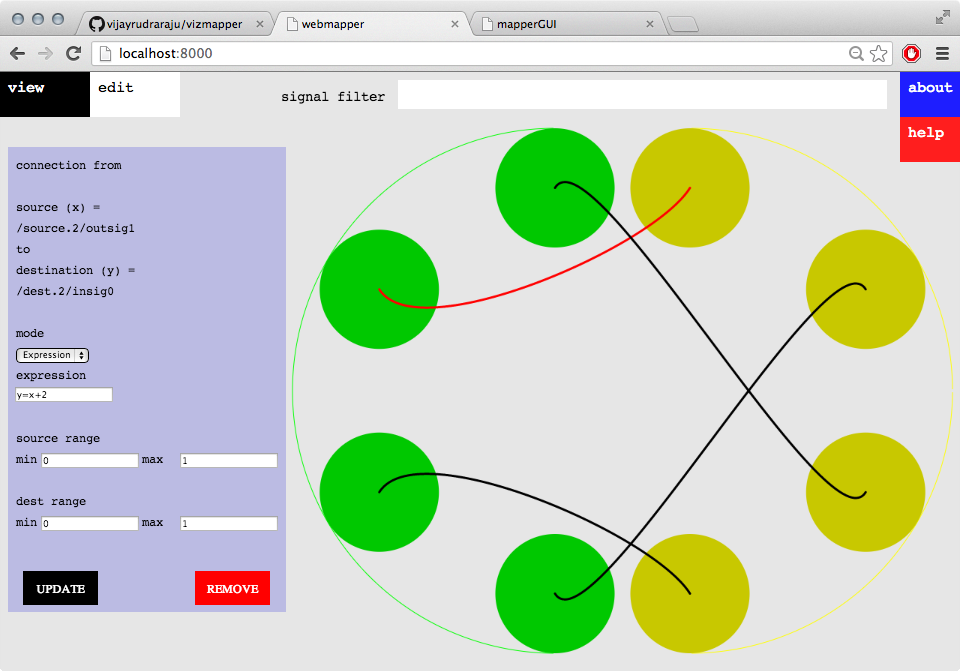 vijayrudraraju/vizmapper
webmapper
mapperGUI
localhost:8000
view
edit
signal filter
about
help
connection from
source (x) =
/source.2/outsig1
to
destination (y) =
/dest.2/insig0
mode
Expression
expression
y=x+2
source range
min 0 max 1
dest range
min 0 max 1
UPDATE
REMOVE